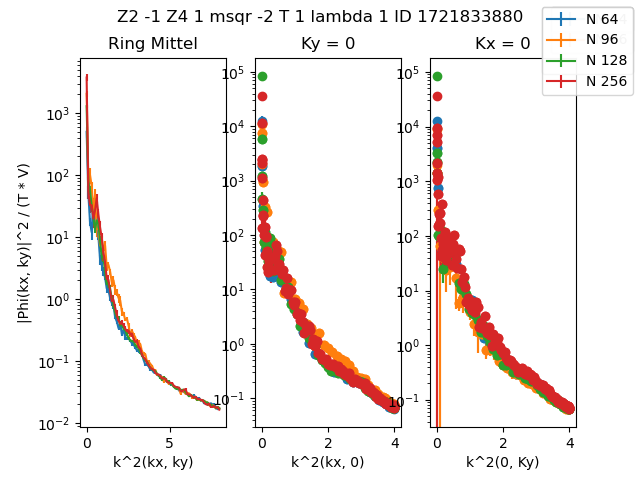 Z2 -1 Z4 1 msqr -2 T 1 lambda 1 ID 1721833880
Ring Mittel
Ky = 0
Kx = 0
N 64
N 96
N 128
N 256
|Phi(kx, ky)|^2 / (T * V)
10^3
10^2
10^1
10^0
10^-1
10^-2
0 5
k^2(kx, ky)
10^5
10^4
10^3
10^2
10^1
10^0
10^-1
0 2 4
k^2(kx, 0)
10^5
10^4
10^3
10^2
10^1
10^0
10^-1
0 2 4
k^2(0, Ky)